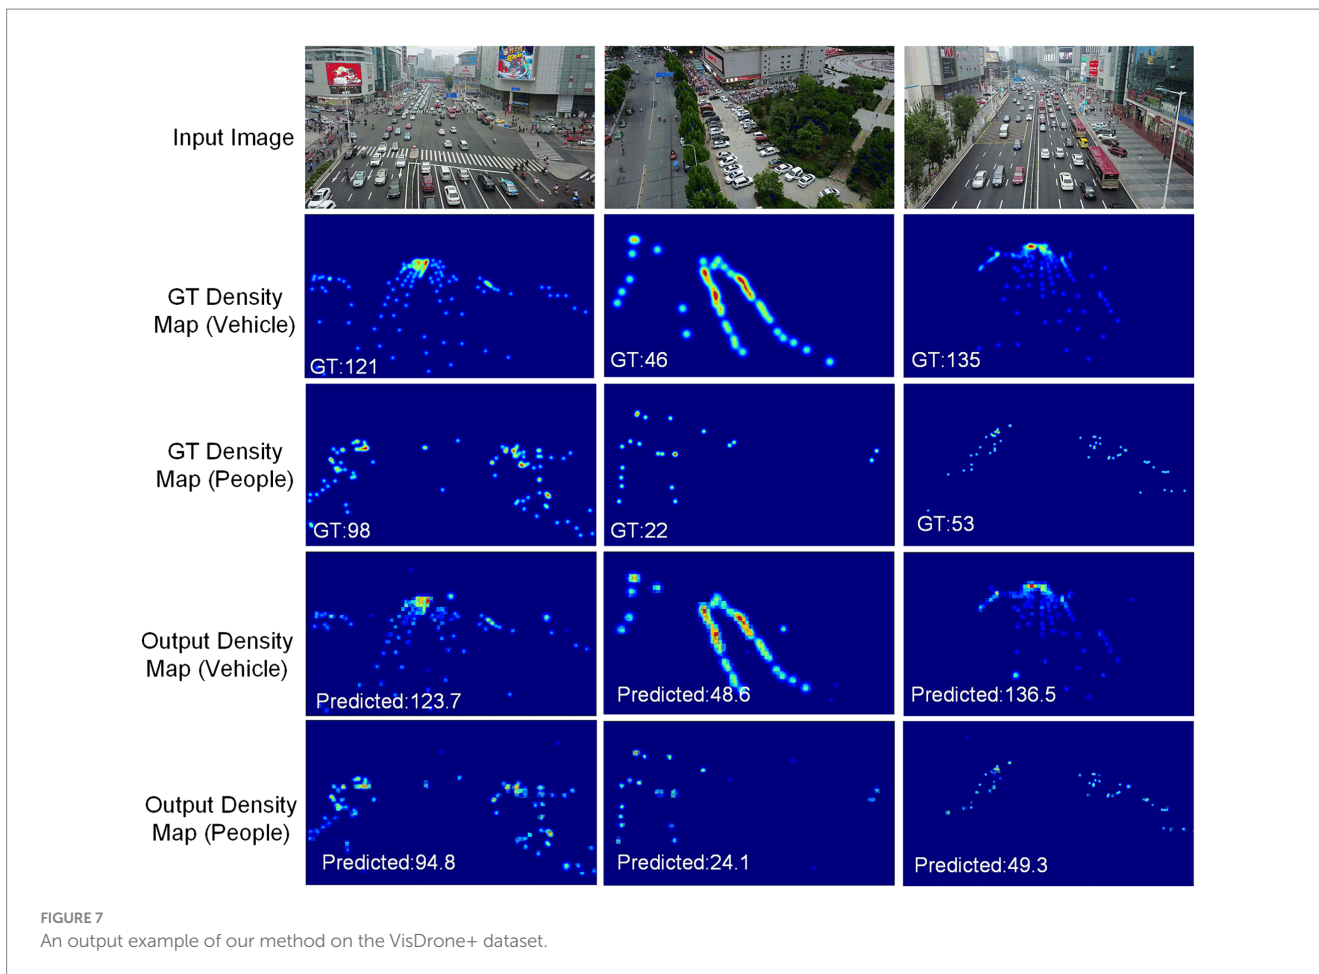 Input Image
GT Density
Map (Vehicle)
GT:121
GT:46
GT:135
GT Density
Map (People)
GT:98
GT:22
GT:53
Output Density
Map (Vehicle)
Predicted:123.7
Predicted:48.6
Predicted:136.5
Output Density
Map (People)
Predicted:94.8
Predicted:24.1
Predicted:49.3
FIGURE 7
An output example of our method on the VisDrone+ dataset.